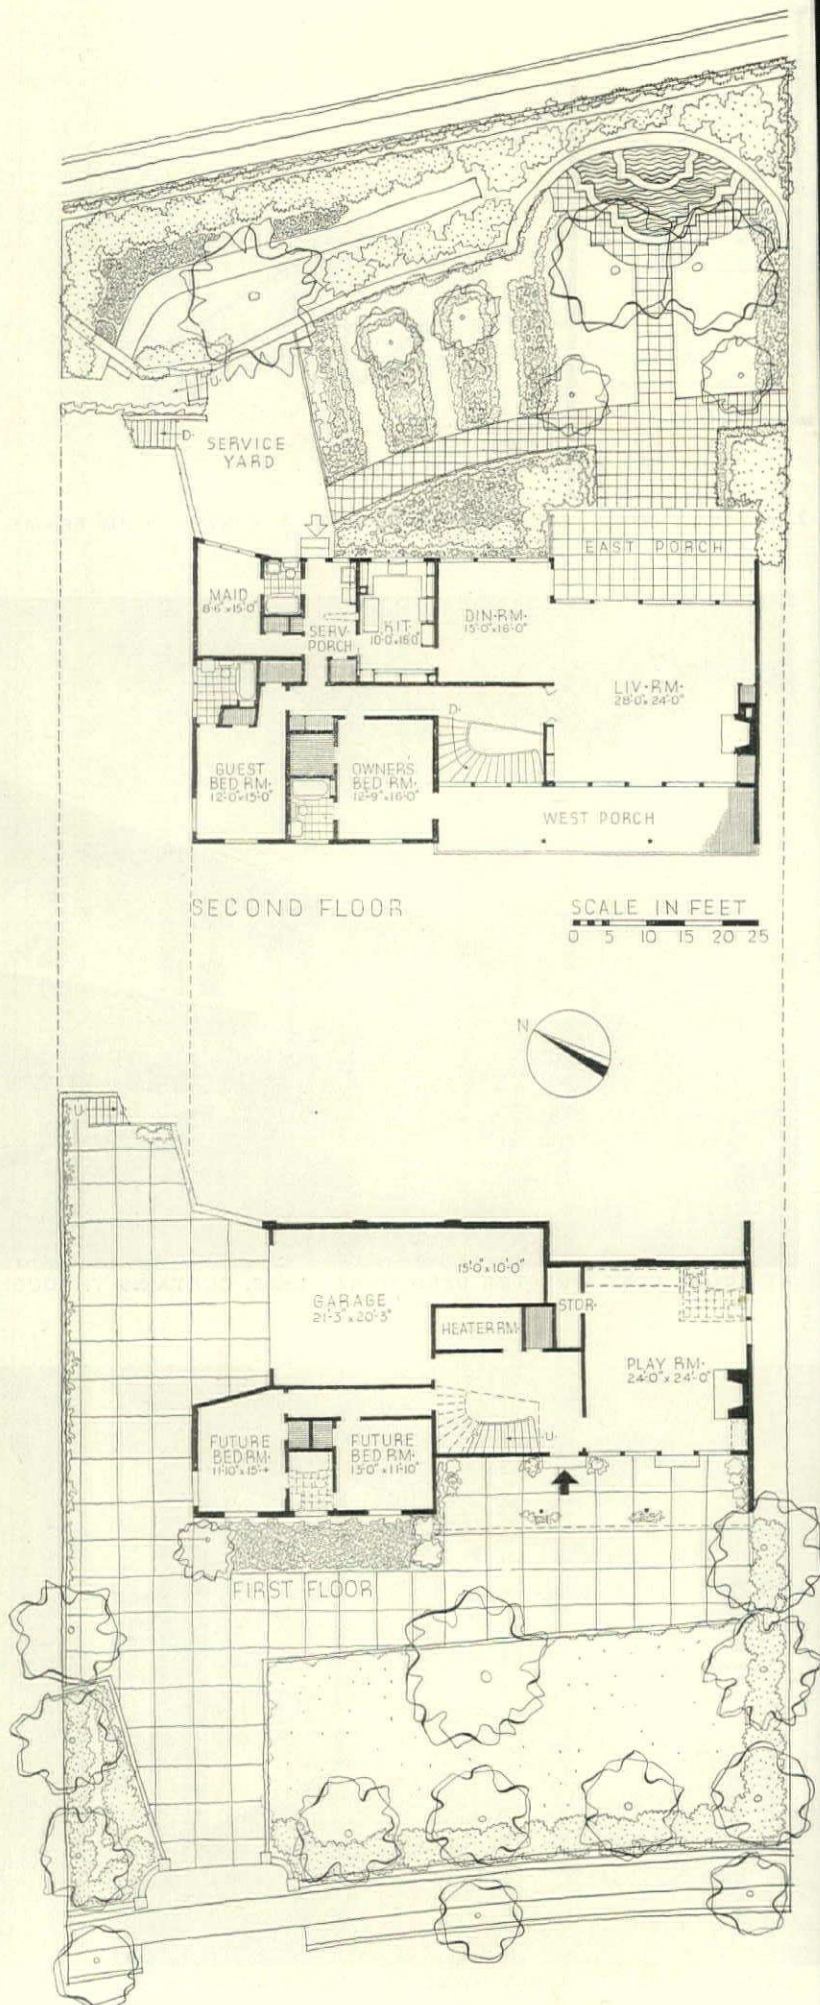 D.
SERVICE
YARD
EAST PORCH
MAID
8'-6" x 15'-0"
SERV.
PORCH
KIT.
10'-0" x 16'-0"
DIN·RM·
15'-0" x 16'-0"
LIV·RM·
28'-0" x 24'-0"
D.
GUEST
BED RM·
12'-0" x 15'-0"
OWNER'S
BED RM·
12'-9" x 16'-0"
WEST PORCH
SECOND FLOOR
SCALE IN FEET
0 5 10 15 20 25
N
U
15'-0" x 10'-0"
GARAGE
21'-3" x 20'-3"
STOR·
HEATER RM·
PLAY RM·
24'-0" x 24'-0"
FUTURE
BED RM·
11'-10" x 15'-+
FUTURE
BED RM·
15'-0" x 11'-10"
U
FIRST FLOOR